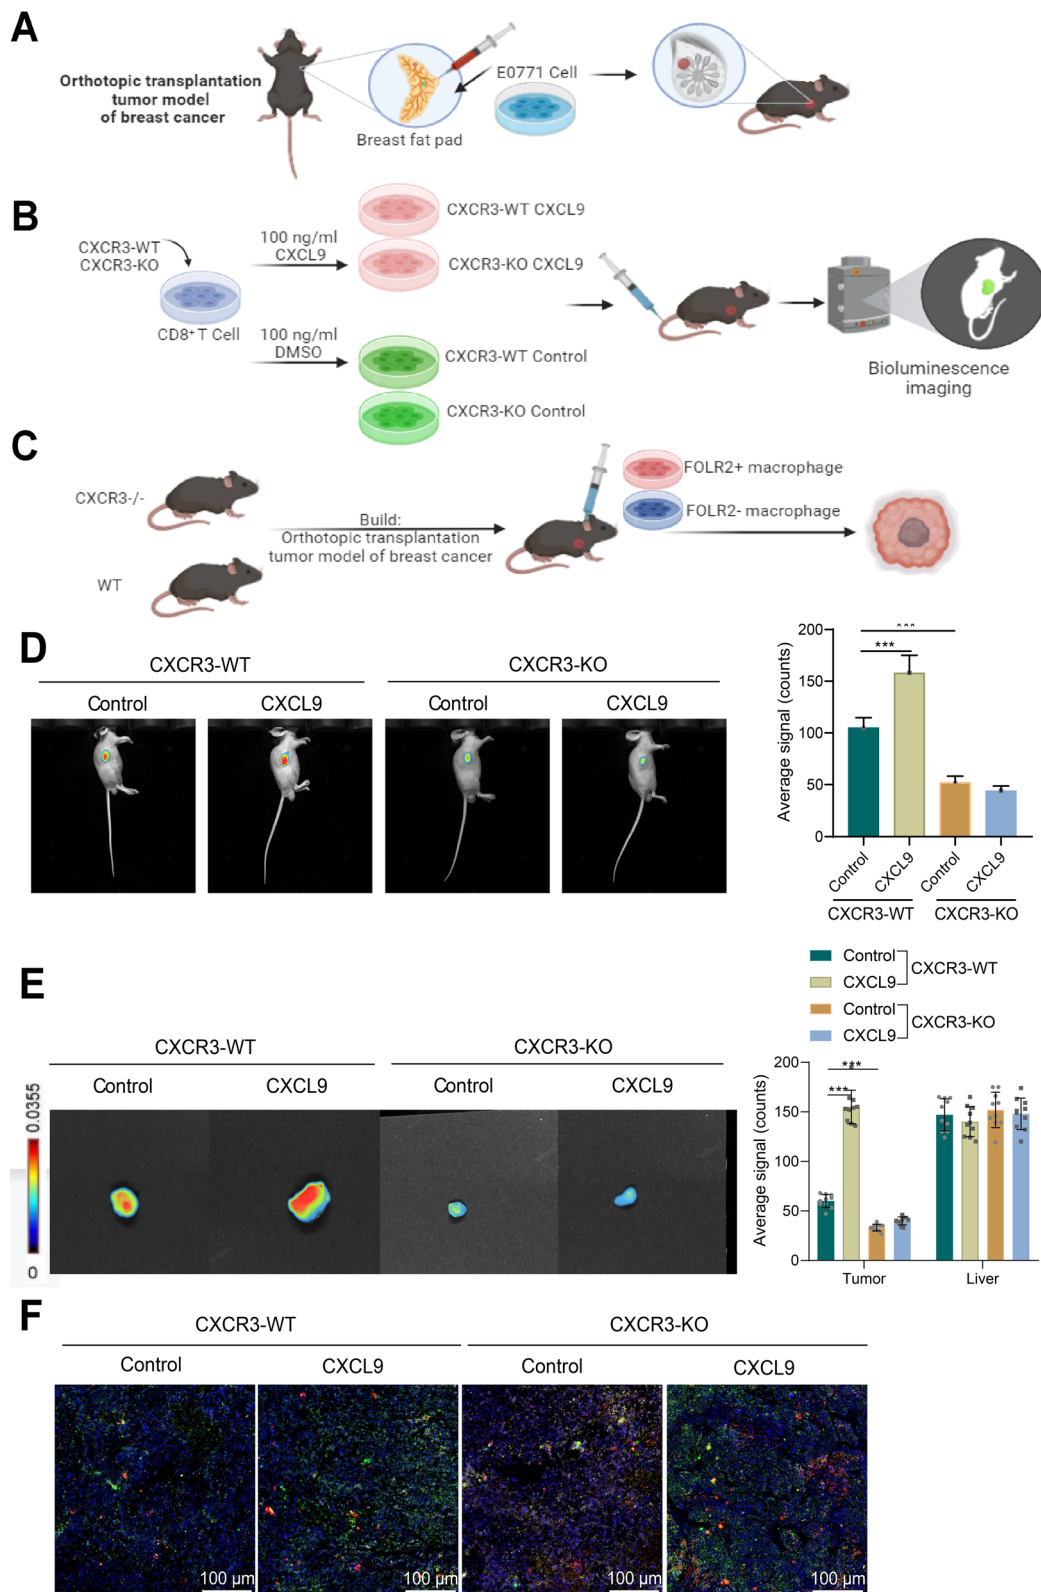 A
Orthotopic transplantation
tumor model
of breast cancer
Breast fat pad
E0771 Cell
B
CXCR3-WT
CXCR3-KO
CD8+ T Cell
100 ng/ml
CXCL9
100 ng/ml
DMSO
CXCR3-WT CXCL9
CXCR3-KO CXCL9
CXCR3-WT Control
CXCR3-KO Control
Bioluminescence
imaging
C
CXCR3-/-
WT
Build:
Orthotopic transplantation
tumor model of breast cancer
FOLR2+ macrophage
FOLR2- macrophage
D
CXCR3-WT
CXCR3-KO
Control
CXCL9
Control
CXCL9
Average signal (counts)
200
150
100
50
0
***
Control
CXCL9
Control
CXCL9
CXCR3-WT
CXCR3-KO
E
CXCR3-WT
CXCR3-KO
Control
CXCL9
Control
CXCL9
0.0355
0
Control
CXCL9
CXCR3-WT
Control
CXCL9
CXCR3-KO
Average signal (counts)
200
150
100
50
0
***
***
Tumor
Liver
F
CXCR3-WT
CXCR3-KO
Control
CXCL9
Control
CXCL9
100 µm
100 µm
100 µm
100 µm